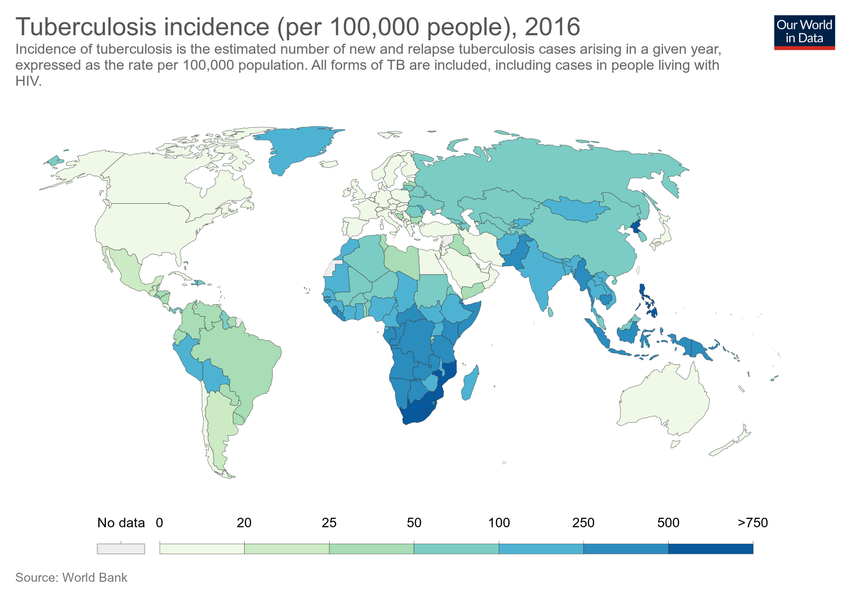 Tuberculosis incidence (per 100,000 people), 2016
Our World
in Data
Incidence of tuberculosis is the estimated number of new and relapse tuberculosis cases arising in a given year,
expressed as the rate per 100,000 population. All forms of TB are included, including cases in people living with
HIV.
No data 0 20 25 50 100 250 500 >750
Source: World Bank